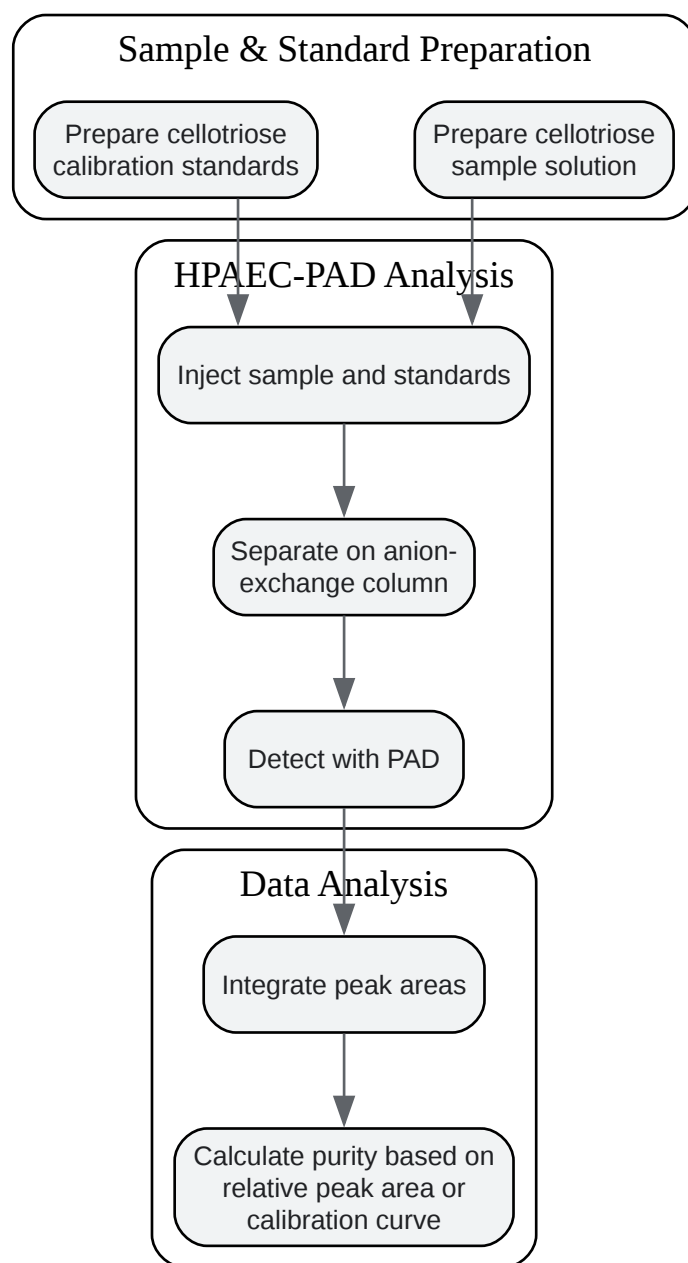 Sample & Standard Preparation
Prepare cellotriose
calibration standards
Prepare cellotriose
sample solution
HPAEC-PAD Analysis
Inject sample and standards
Separate on anion-
exchange column
Detect with PAD
Data Analysis
Integrate peak areas
Calculate purity based on
relative peak area or
calibration curve